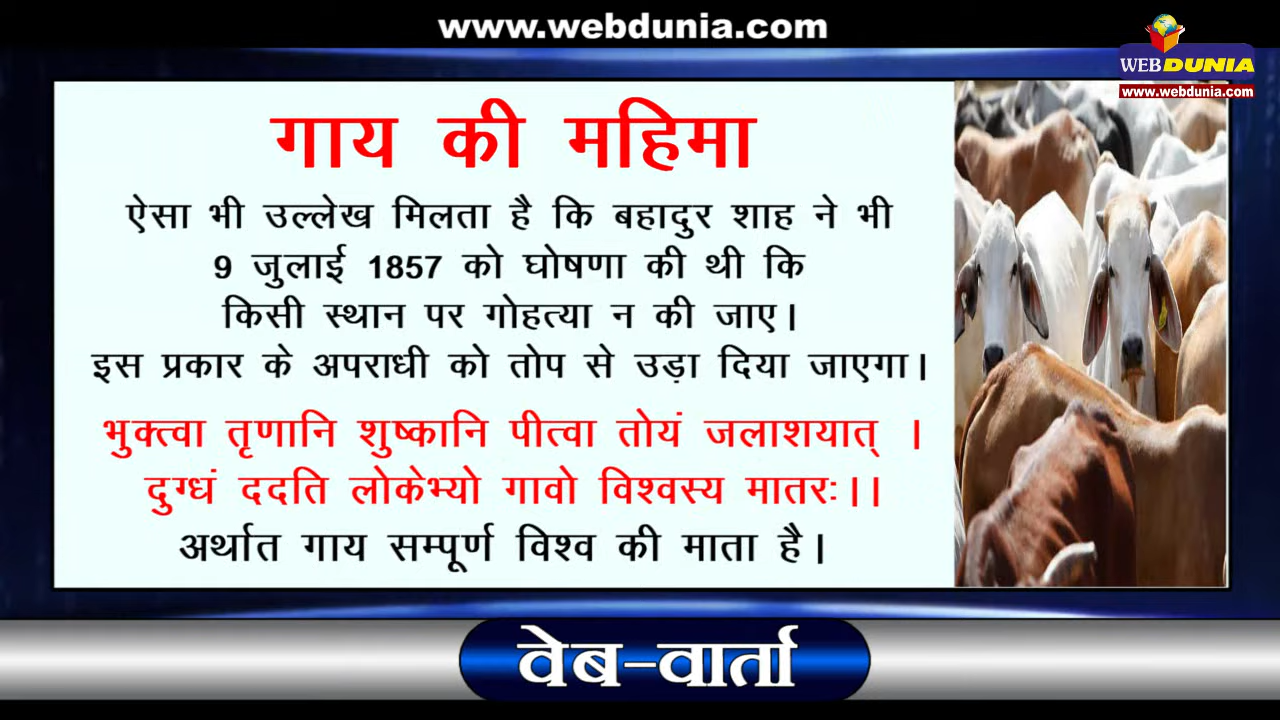 www.webdunia.com
WEBDUNIA
www.webdunia.com
गाय की महिमा
ऐसा भी उल्लेख मिलता है कि बहादुर शाह ने भी
9 जुलाई 1857 को घोषणा की थी कि
किसी स्थान पर गोहत्या न की जाए।
इस प्रकार के अपराधी को तोप से उड़ा दिया जाएगा।
भुक्त्वा तृणानि शुष्कानि पीत्वा तोयं जलाशयात् ।
दुग्धं ददति लोकेभ्यो गावो विश्वस्य मातरः।।
अर्थात गाय सम्पूर्ण विश्व की माता है।
वेब-वार्ता